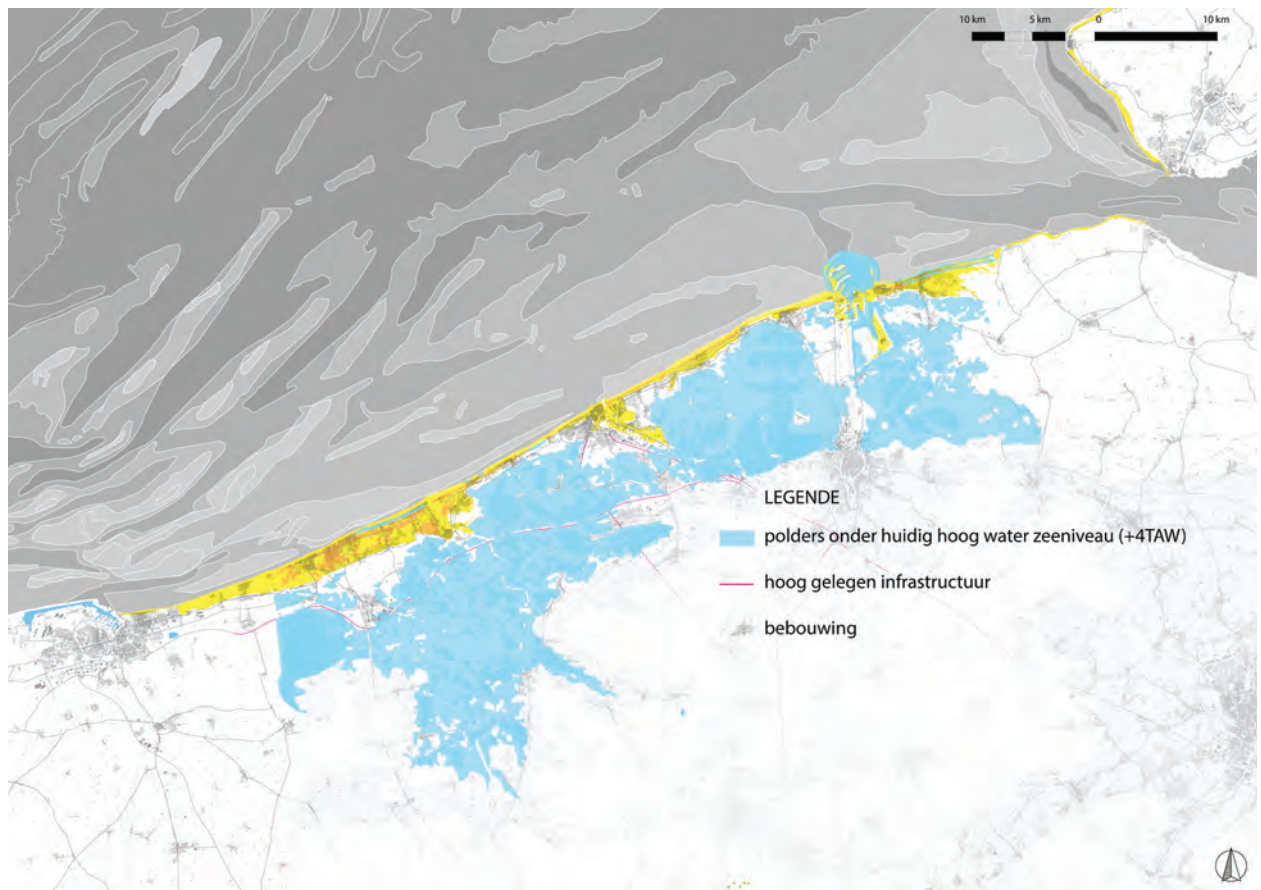 10 km 5 km 0 10 km
LEGENDE
polders onder huidig hoog water zeeniveau (+4TAW)
hoog gelegen infrastructuur
bebouwing